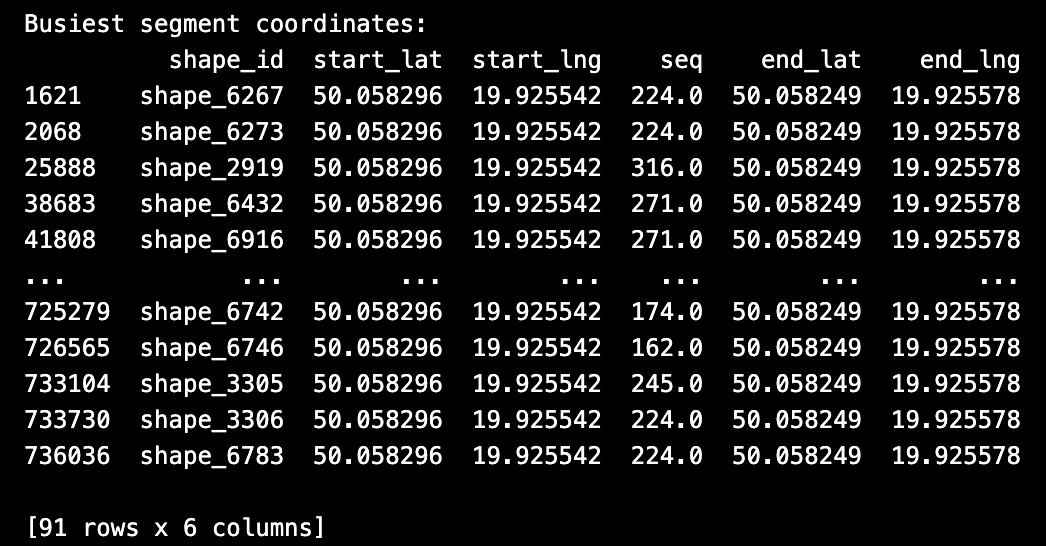 Busiest segment coordinates:
shape_id start_lat start_lng seq end_lat end_lng
1621 shape_6267 50.058296 19.925542 224.0 50.058249 19.925578
2068 shape_6273 50.058296 19.925542 224.0 50.058249 19.925578
25888 shape_2919 50.058296 19.925542 316.0 50.058249 19.925578
38683 shape_6432 50.058296 19.925542 271.0 50.058249 19.925578
41808 shape_6916 50.058296 19.925542 271.0 50.058249 19.925578
... ... ... ... ... ... ...
725279 shape_6742 50.058296 19.925542 174.0 50.058249 19.925578
726565 shape_6746 50.058296 19.925542 162.0 50.058249 19.925578
733104 shape_3305 50.058296 19.925542 245.0 50.058249 19.925578
733730 shape_3306 50.058296 19.925542 224.0 50.058249 19.925578
736036 shape_6783 50.058296 19.925542 224.0 50.058249 19.925578
[91 rows x 6 columns]